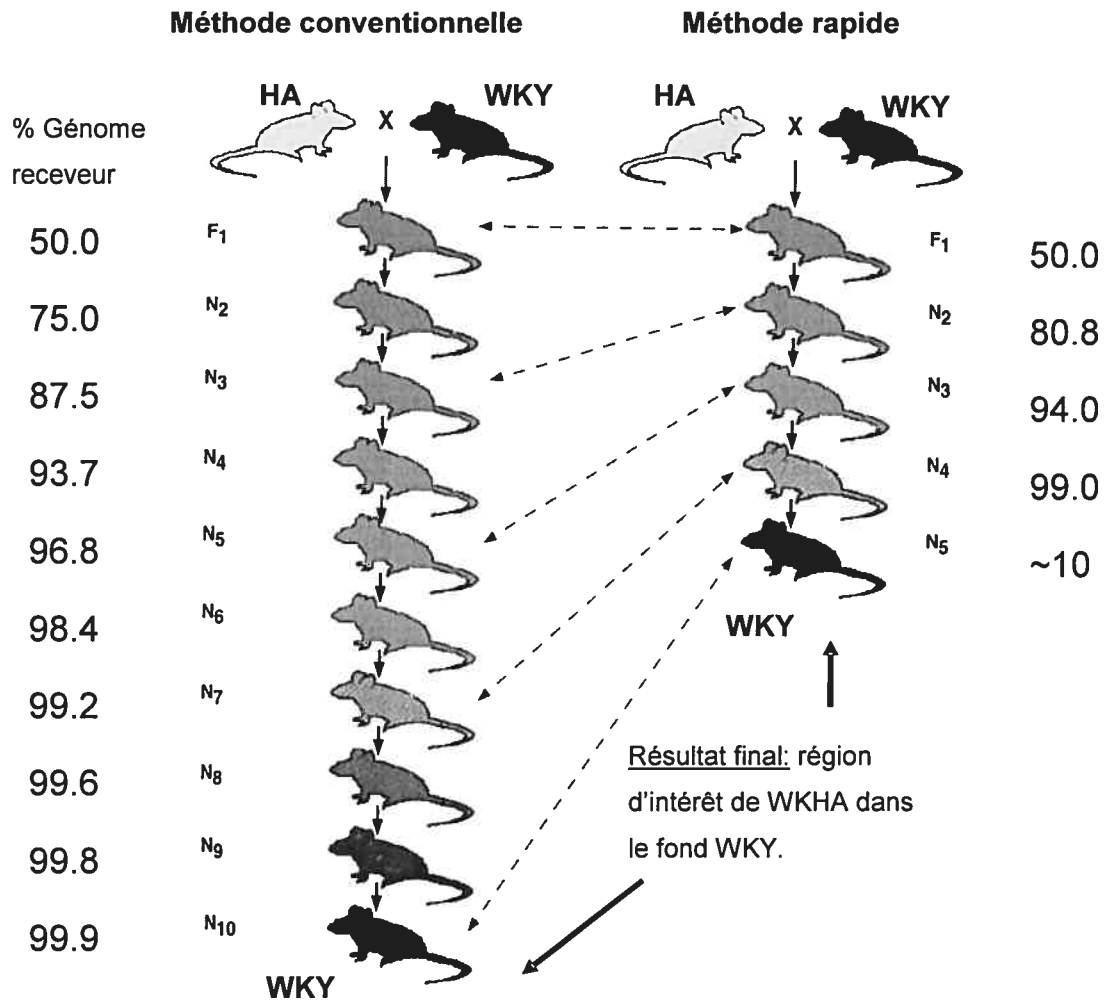 Méthode conventionnelle
Méthode rapide
HA
X
WKY
HA
X
WKY
% Génome
receveur
50.0
F1
F1
50.0
75.0
N2
N2
80.8
87.5
N3
N3
94.0
93.7
N4
N4
99.0
96.8
N5
N5
~10
WKY
98.4
N6
99.2
N7
99.6
N8
99.8
N9
99.9
N10
WKY
Résultat final: région
d'intérêt de WKHA dans
le fond WKY.